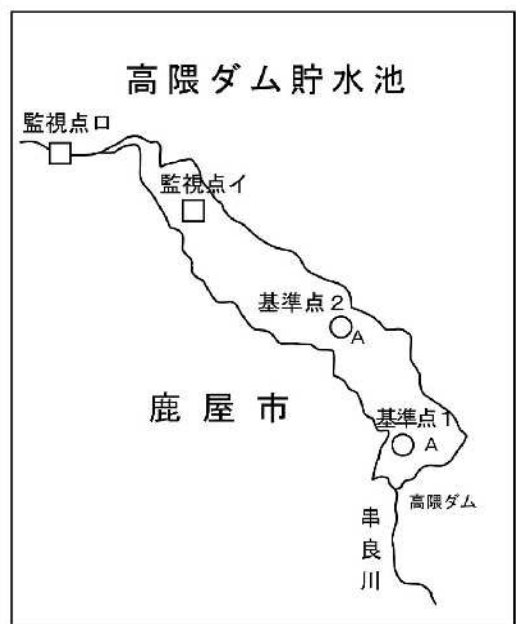 高隈ダム貯水池
監視点ロ
監視点イ
基準点2
A
鹿屋市
基準点1
A
高隈ダム
串良川